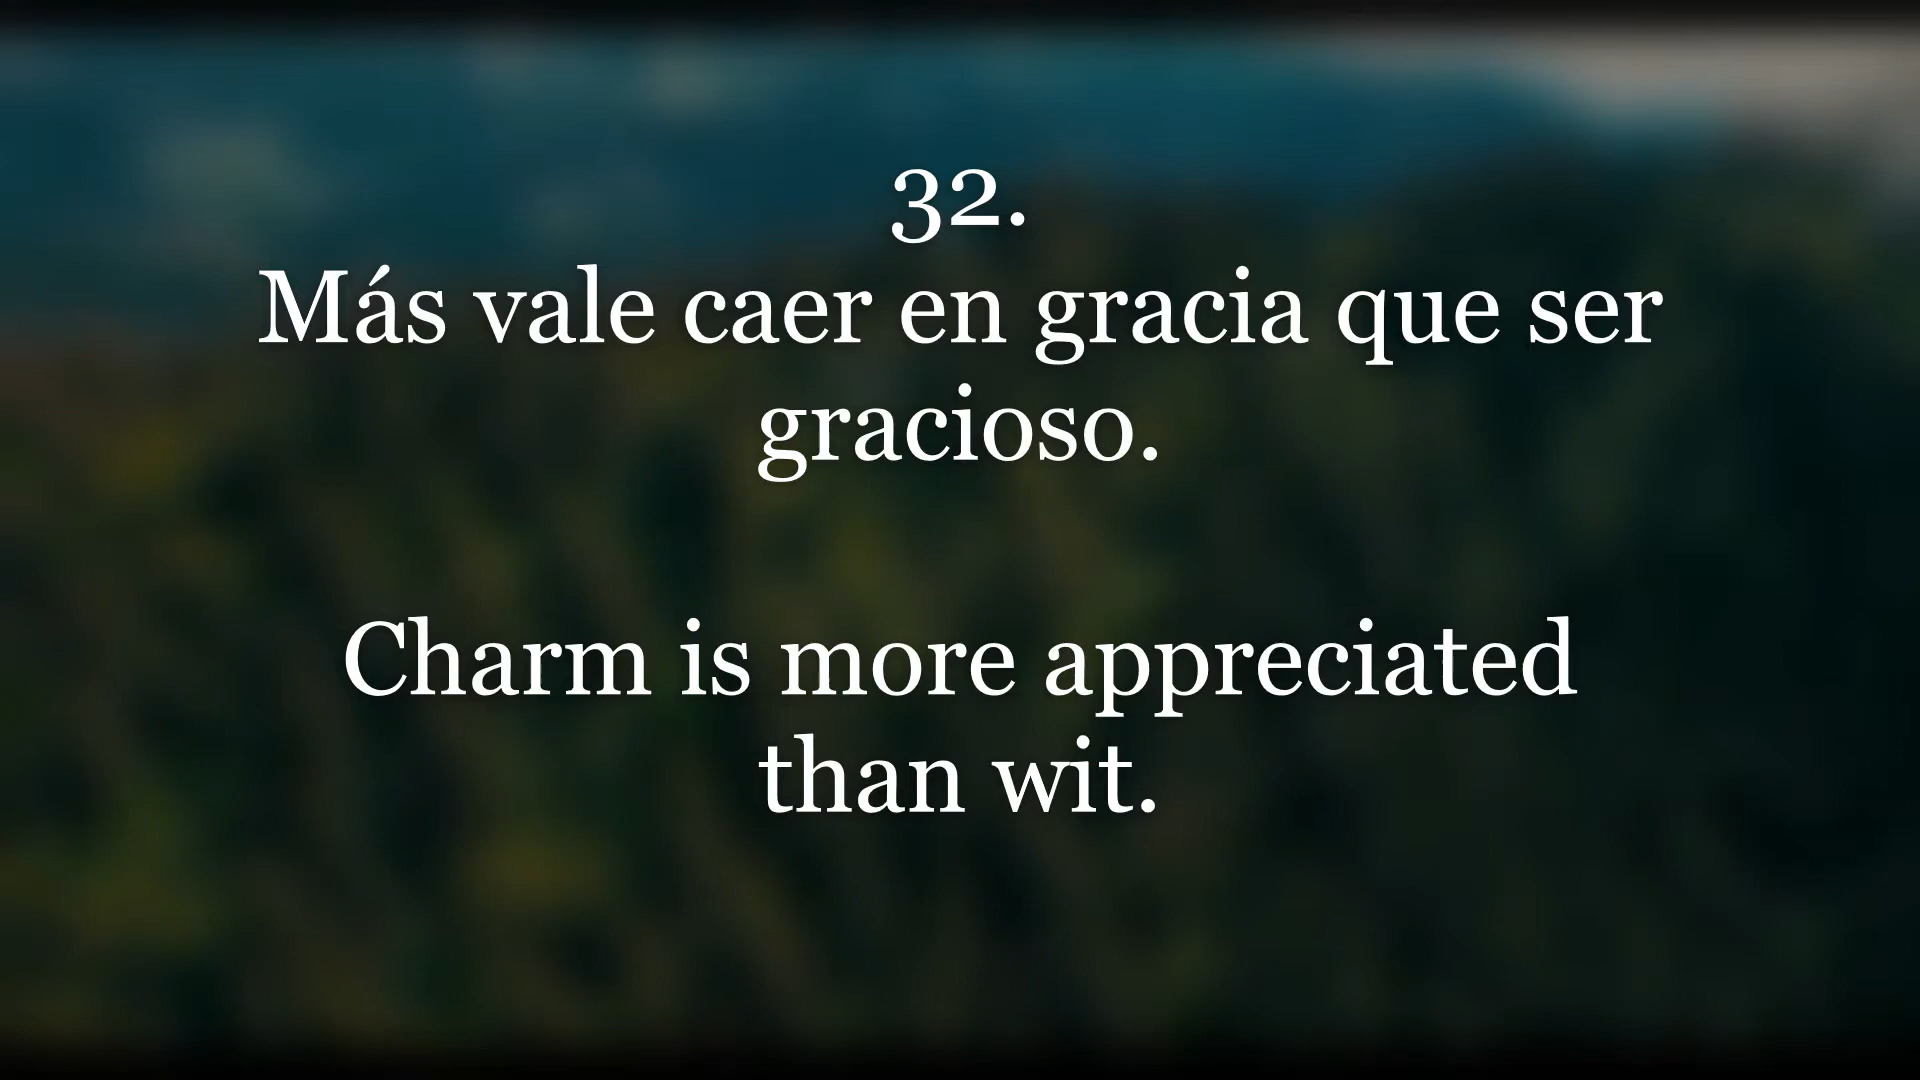 32.
Más vale caer en gracia que ser
gracioso.
Charm is more appreciated
than wit.